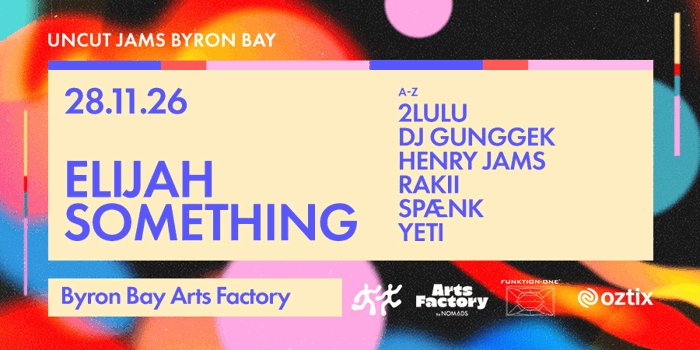 UNCUT JAMS BYRON BAY
28.11.26
ELIJAH
SOMETHING
A-Z
2LULU
DJ GUNGGEK
HENRY JAMS
RAKII
SPÆNK
YETI
Byron Bay Arts Factory
Arts
Factory
by NOMADS
FUNKTION-ONE
oztix